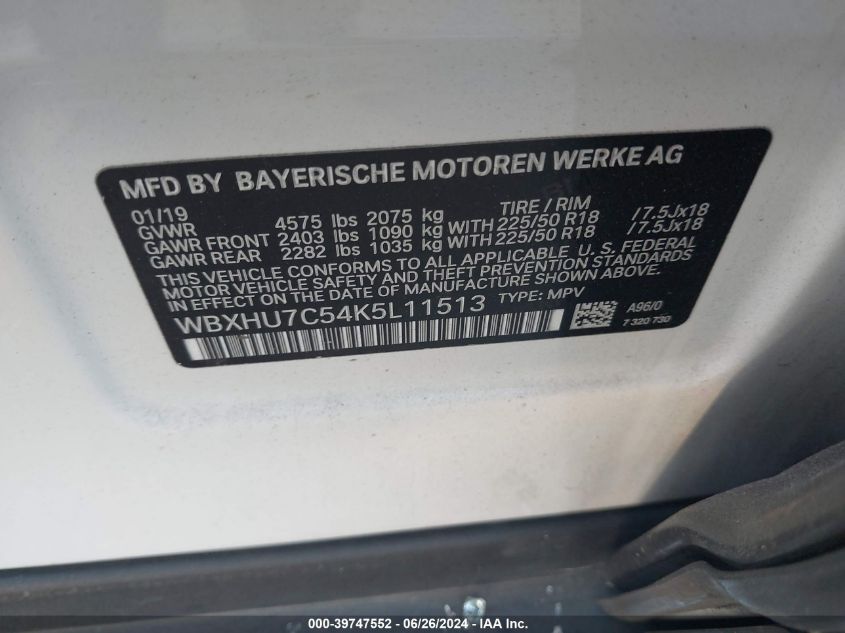 MFD BY BAYERISCHE MOTOREN WERKE AG
01/19 TIRE / RIM
GVWR 4575 lbs 2075 kg
GAWR FRONT 2403 lbs 1090 kg WITH 225/50 R18 /7.5Jx18
GAWR REAR 2282 lbs 1035 kg WITH 225/50 R18 /7.5Jx18
THIS VEHICLE CONFORMS TO ALL APPLICABLE U. S. FEDERAL
MOTOR VEHICLE SAFETY AND THEFT PREVENTION STANDARDS
IN EFFECT ON THE DATE OF MANUFACTURE SHOWN ABOVE.
WBXHU7C54K5L11513 TYPE: MPV
A96/0
7 320 730
000-39747552 - 06/26/2024 - IAA, Inc.